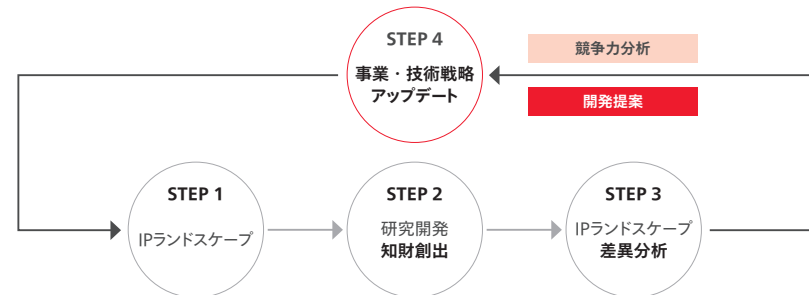 STEP 4
事業・技術戦略
アップデート
競争力分析
開発提案
STEP 1
IPランドスケープ
STEP 2
研究開発
知財創出
STEP 3
IPランドスケープ
差異分析